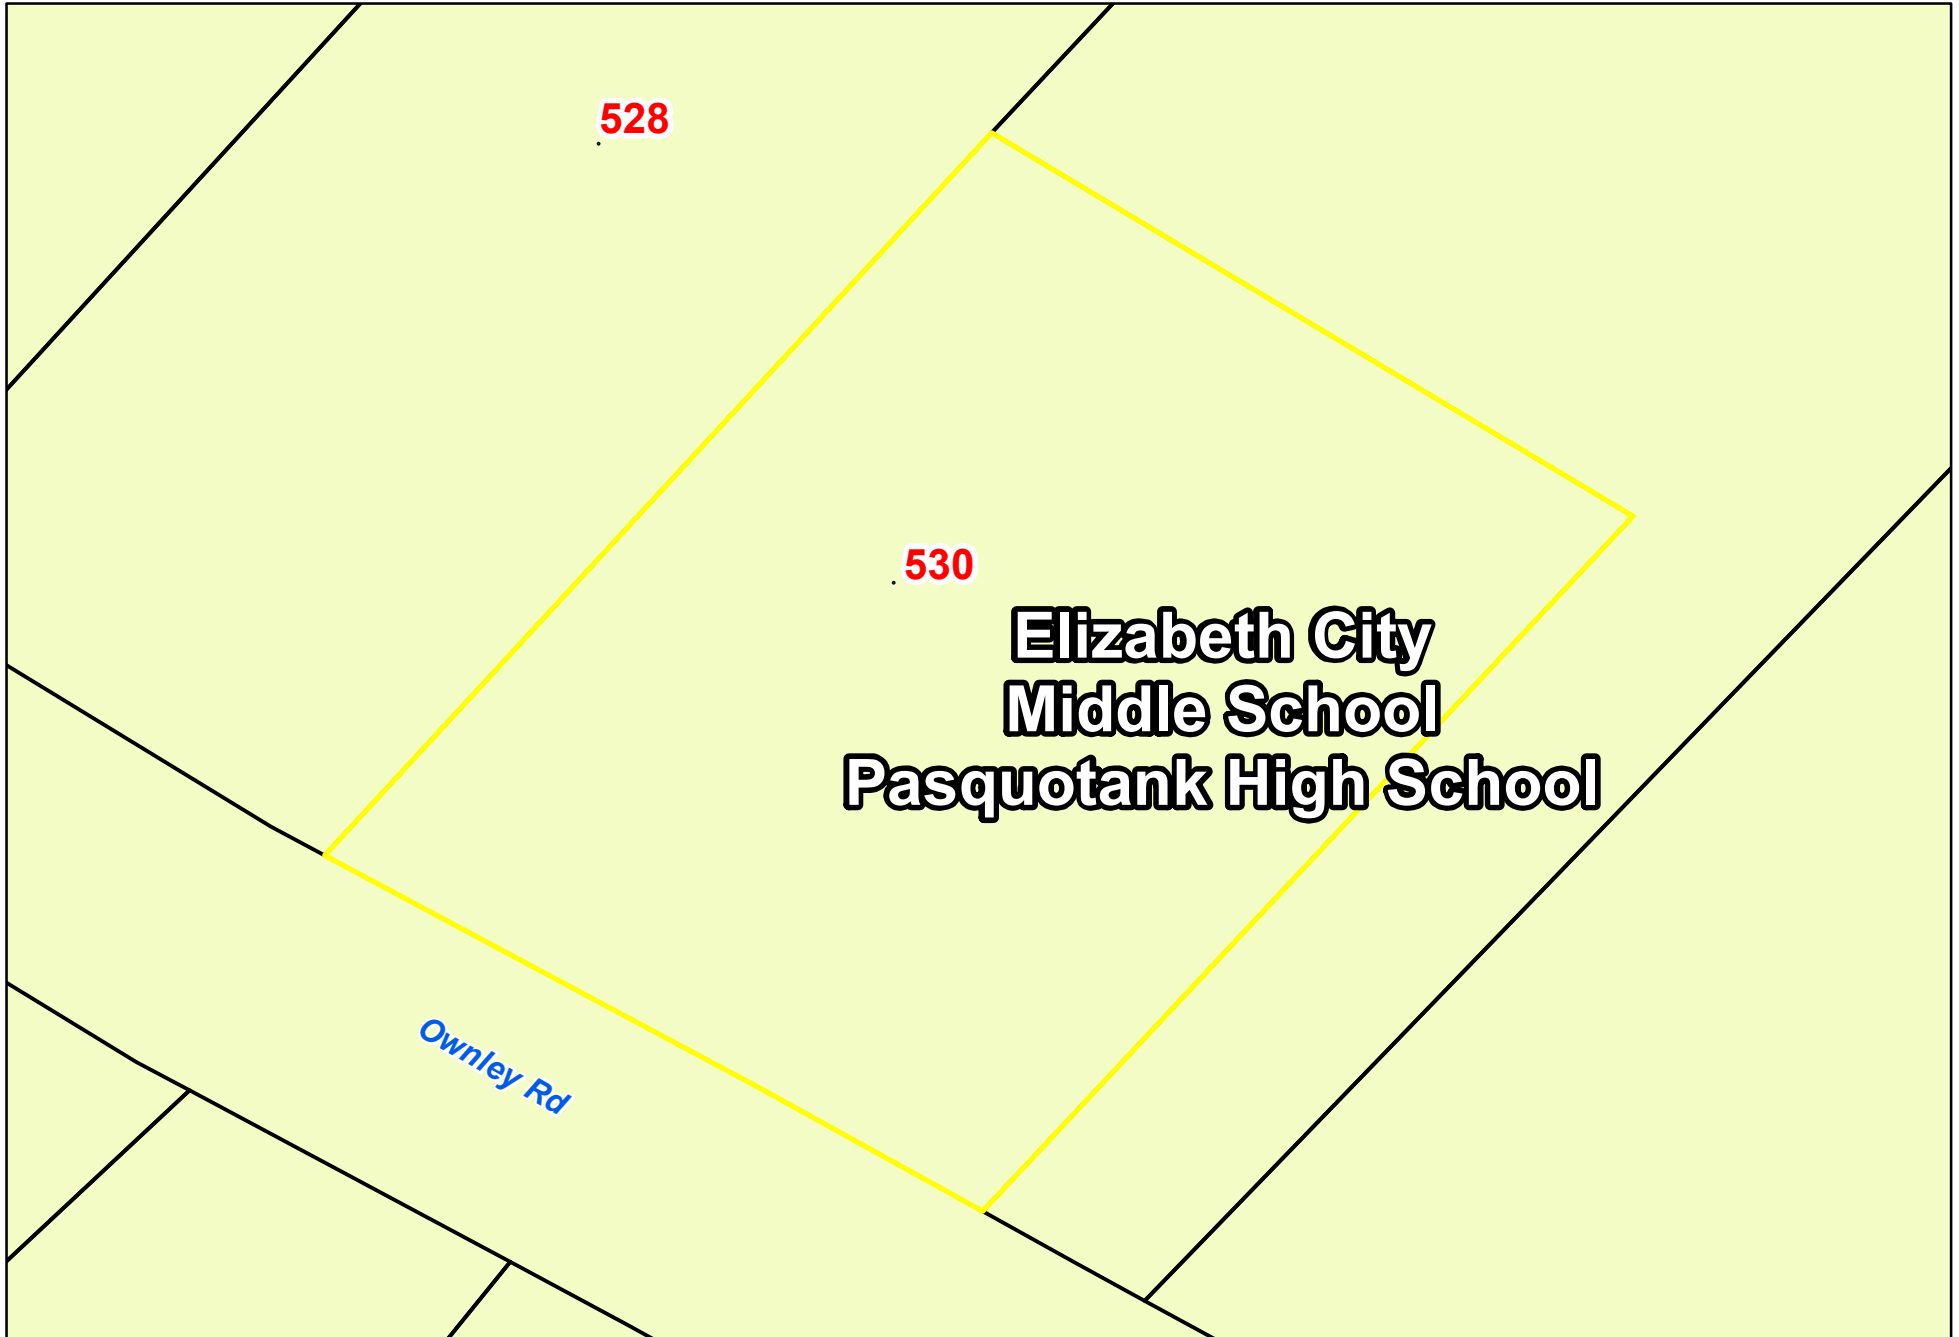 528
530
Elizabeth City
Middle School
Pasquotank High School
Ownley Rd